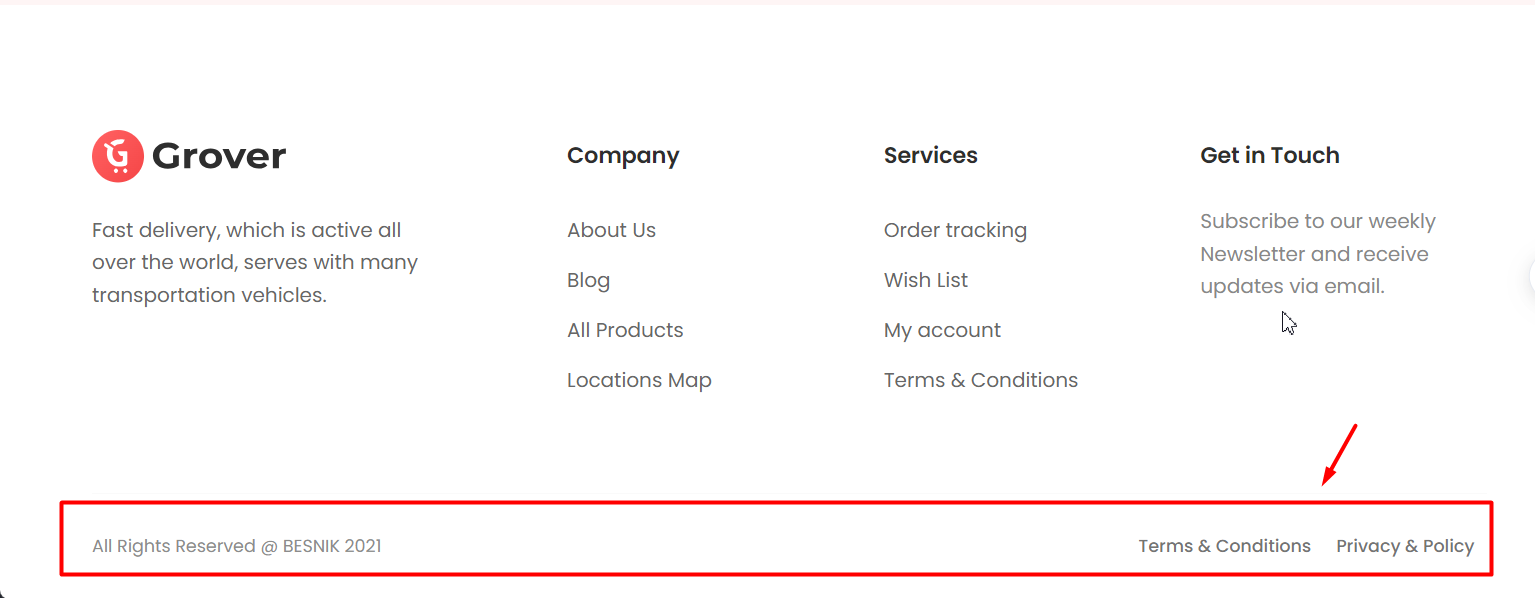 Grover
Fast delivery, which is active all
over the world, serves with many
transportation vehicles.
Company
About Us
Blog
All Products
Locations Map
Services
Order tracking
Wish List
My account
Terms & Conditions
Get in Touch
Subscribe to our weekly
Newsletter and receive
updates via email.
All Rights Reserved @ BESNIK 2021
Terms & Conditions
Privacy & Policy